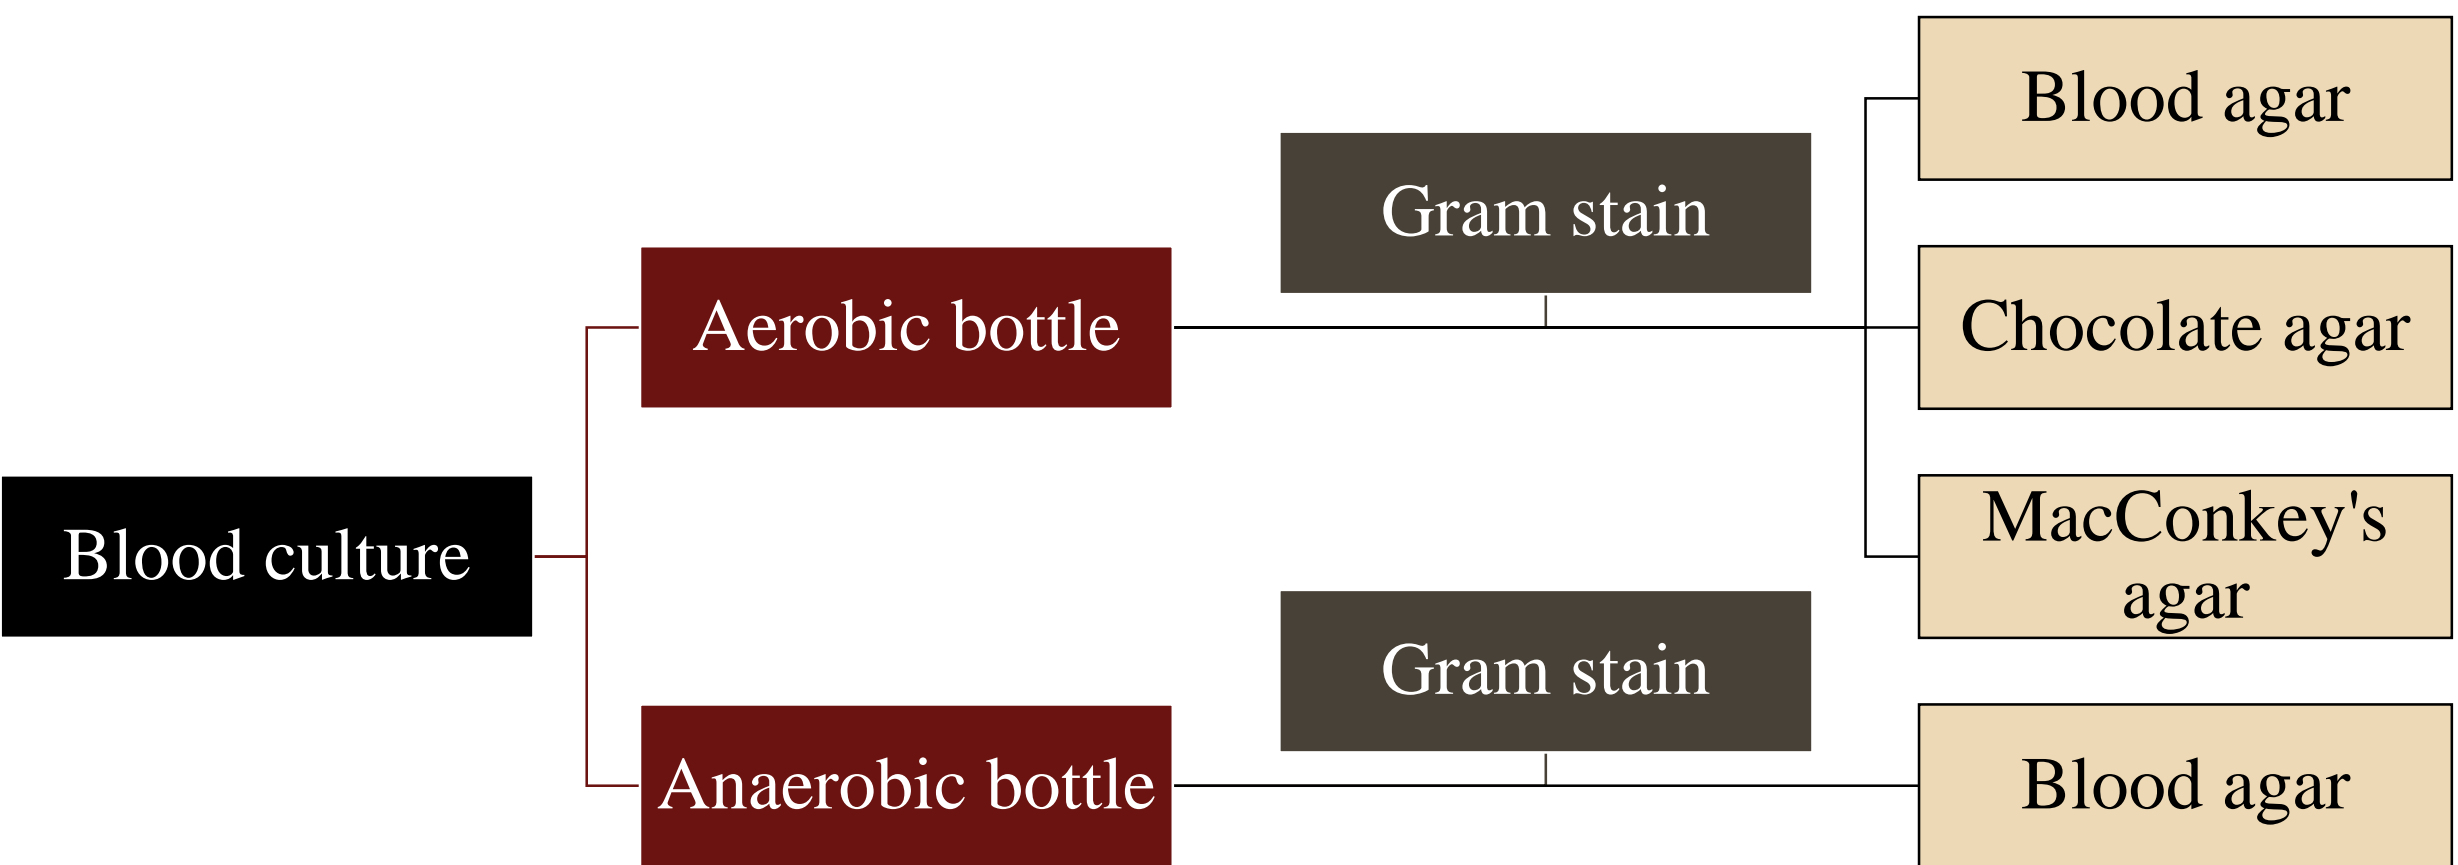 Blood culture
Aerobic bottle
Gram stain
Blood agar
Chocolate agar
MacConkey's
agar
Anaerobic bottle
Gram stain
Blood agar